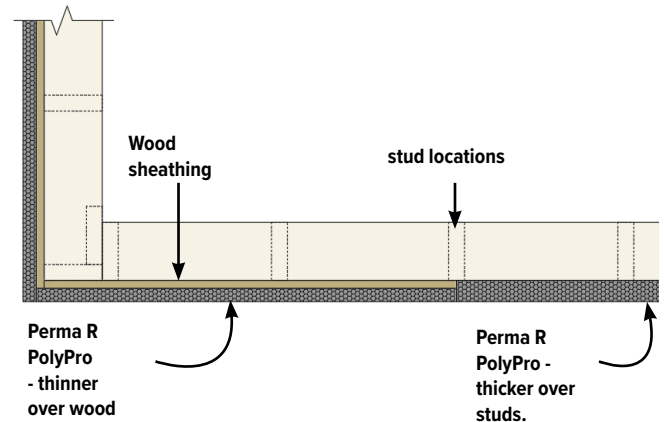 Wood
sheathing
stud locations
Perma R
PolyPro
- thinner
over wood
Perma R
PolyPro -
thicker over
studs.